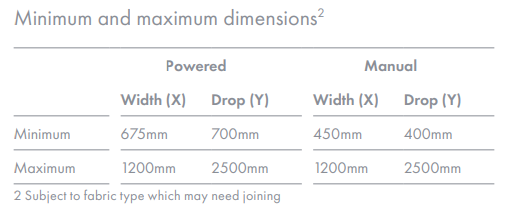 Minimum and maximum dimensions²
Powered Manual
Width (X) Drop (Y) Width (X) Drop (Y)
Minimum 675mm 700mm 450mm 400mm
Maximum 1200mm 2500mm 1200mm 2500mm
2 Subject to fabric type which may need joining